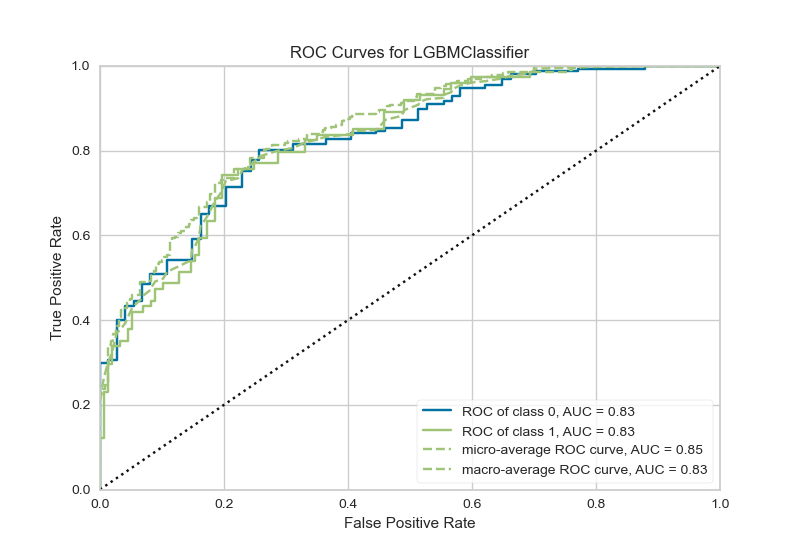 ROC Curves for LGBMClassifier
1.0
0.8
0.6
0.4
0.2
0.0
True Positive Rate
ROC of class 0, AUC = 0.83
ROC of class 1, AUC = 0.83
micro-average ROC curve, AUC = 0.85
macro-average ROC curve, AUC = 0.83
0.0 0.2 0.4 0.6 0.8 1.0
False Positive Rate